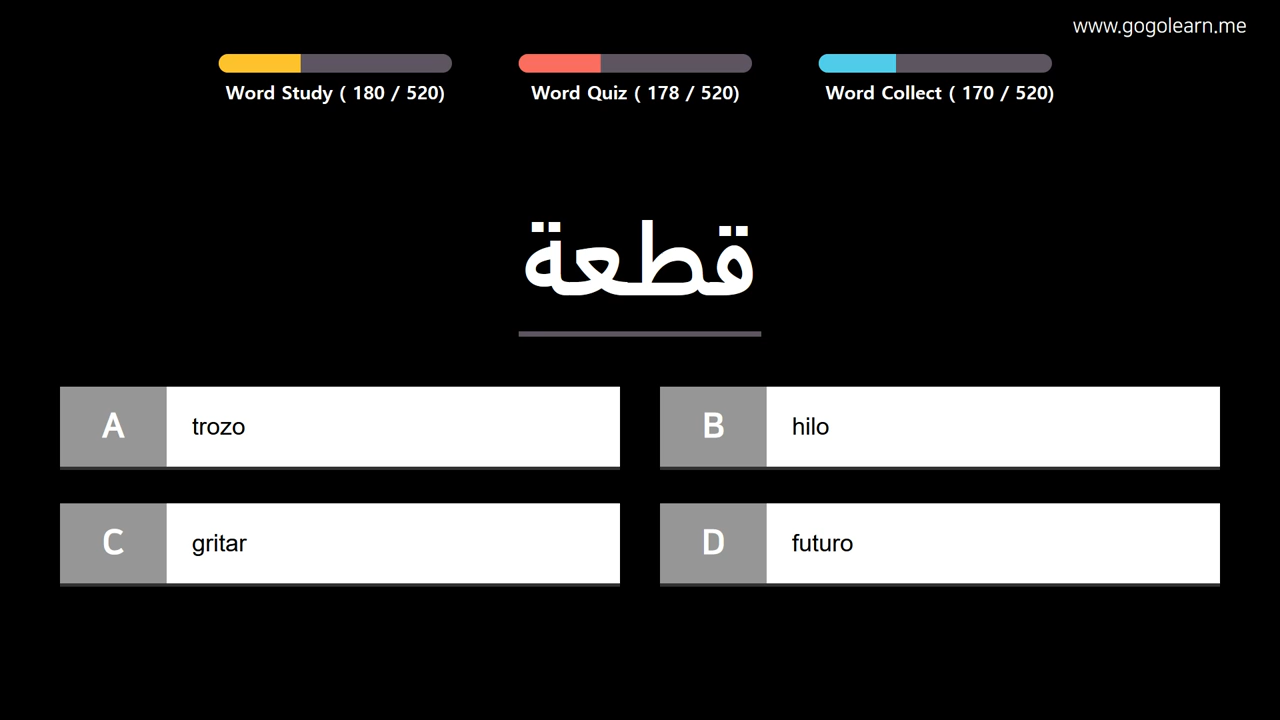 www.gogolearn.me
Word Study ( 180 / 520)
Word Quiz ( 178 / 520)
Word Collect ( 170 / 520)
قطعة
A trozo
B hilo
C gritar
D futuro